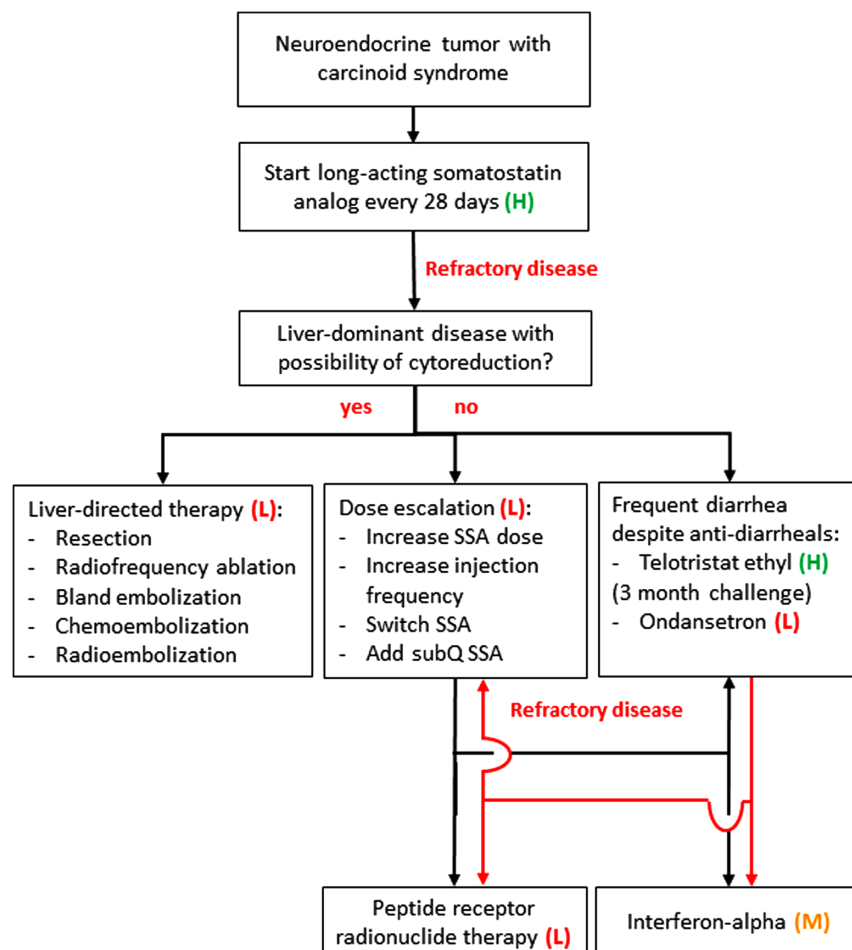 Neuroendocrine tumor with
carcinoid syndrome
Start long-acting somatostatin
analog every 28 days (H)
Refractory disease
Liver-dominant disease with
possibility of cytoreduction?
yes
no
Liver-directed therapy (L):
- Resection
- Radiofrequency ablation
- Bland embolization
- Chemoembolization
- Radioembolization
Dose escalation (L):
- Increase SSA dose
- Increase injection
frequency
- Switch SSA
- Add subQ SSA
Frequent diarrhea
despite anti-diarrheals:
- Telotristat ethyl (H)
(3 month challenge)
- Ondansetron (L)
Refractory disease
Peptide receptor
radionuclide therapy (L)
Interferon-alpha (M)